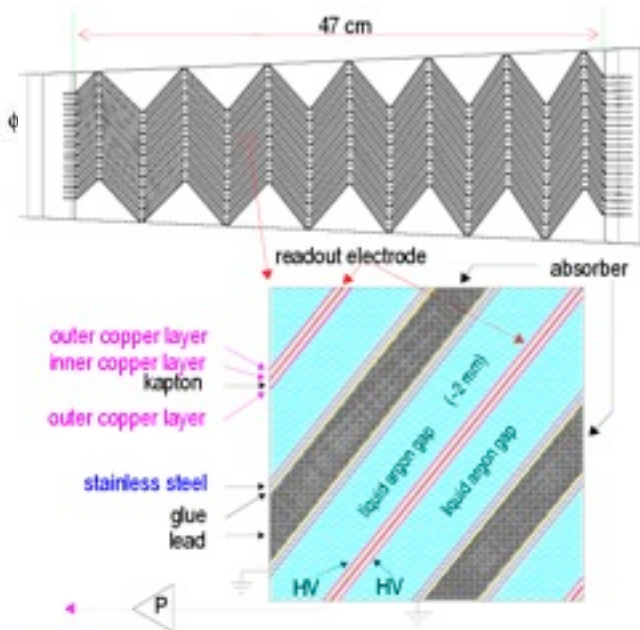 47 cm
ϕ
readout electrode
absorber
outer copper layer
inner copper layer
kapton
outer copper layer
(~2 mm)
liquid argon gap
liquid argon gap
stainless steel
glue
lead
HV
HV
P